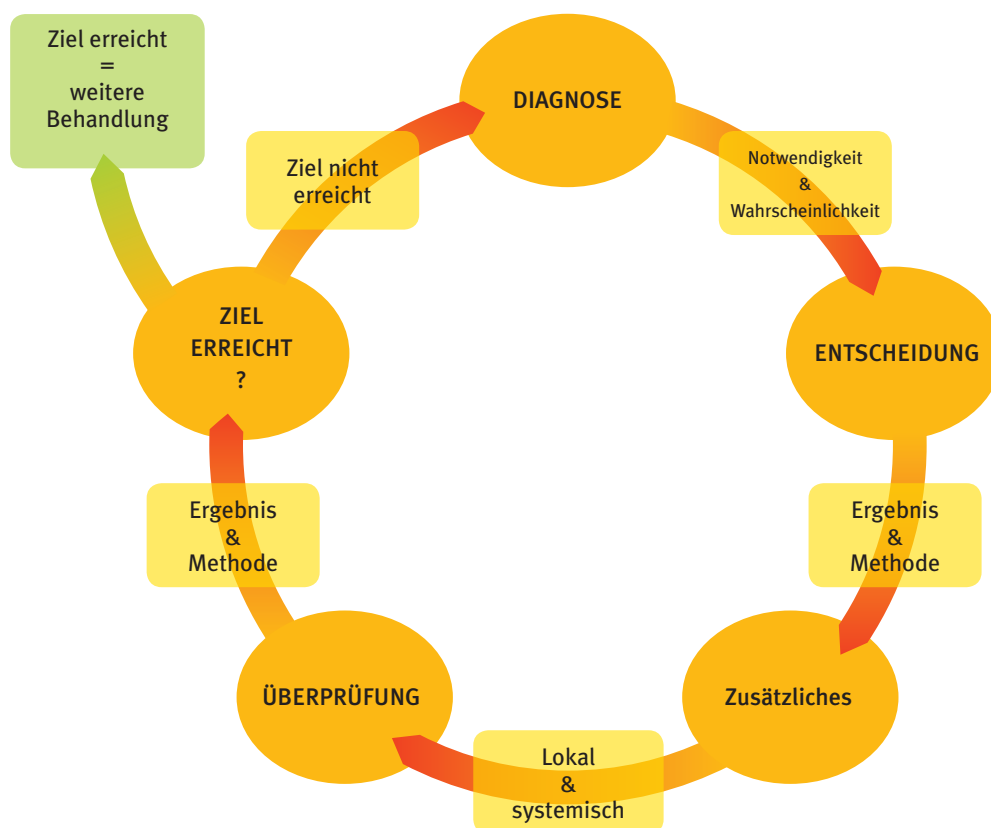 Ziel erreicht
=
weitere
Behandlung
DIAGNOSE
Ziel nicht
erreicht
Notwendigkeit
&
Wahrscheinlichkeit
ZIEL
ERREICHT
?
ENTSCHEIDUNG
Ergebnis
&
Methode
Ergebnis
&
Methode
ÜBERPRÜFUNG
Zusätzliches
Lokal
&
systemisch